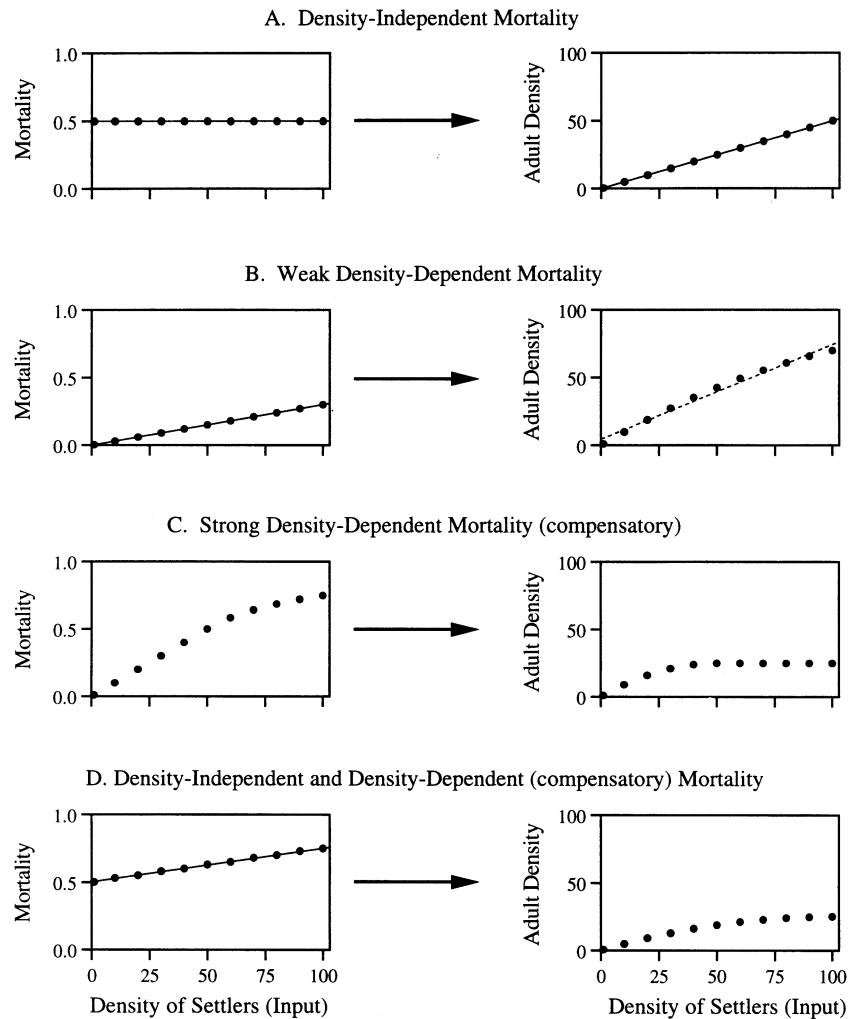 A. Density-Independent Mortality
Mortality
1.0
0.5
0.0
Adult Density
100
50
0
B. Weak Density-Dependent Mortality
Mortality
1.0
0.5
0.0
Adult Density
100
50
0
C. Strong Density-Dependent Mortality (compensatory)
Mortality
1.0
0.5
0.0
Adult Density
100
50
0
D. Density-Independent and Density-Dependent (compensatory) Mortality
Mortality
1.0
0.5
0.0
0 25 50 75 100
Density of Settlers (Input)
Adult Density
100
50
0
0 25 50 75 100
Density of Settlers (Input)